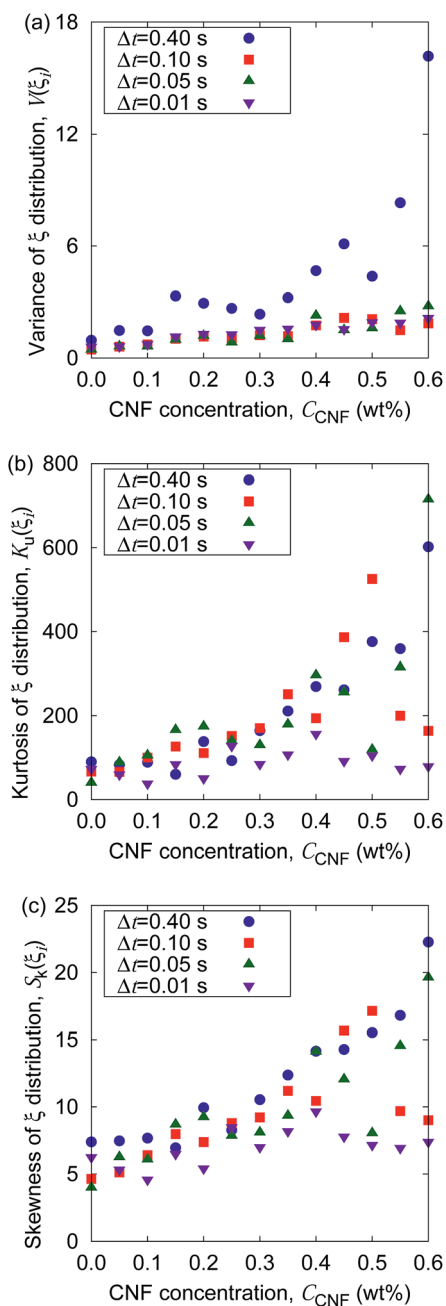 (a)
18
12
6
0
Variance of ξ distribution, V(ξi)
Δt=0.40 s
Δt=0.10 s
Δt=0.05 s
Δt=0.01 s
0.0 0.1 0.2 0.3 0.4 0.5 0.6
CNF concentration, CCNF (wt%)
(b)
800
600
400
200
0
Kurtosis of ξ distribution, Ku(ξi)
Δt=0.40 s
Δt=0.10 s
Δt=0.05 s
Δt=0.01 s
0.0 0.1 0.2 0.3 0.4 0.5 0.6
CNF concentration, CCNF (wt%)
(c)
25
20
15
10
5
0
Skewness of ξ distribution, Sk(ξi)
Δt=0.40 s
Δt=0.10 s
Δt=0.05 s
Δt=0.01 s
0.0 0.1 0.2 0.3 0.4 0.5 0.6
CNF concentration, CCNF (wt%)